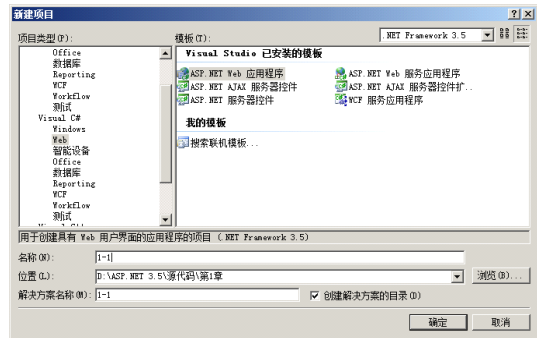 新建项目
项目类型(P):
模板(T):
.NET Framework 3.5
Office
数据库
Reporting
WCF
Workflow
测试
Visual C#
Windows
Web
智能设备
Office
数据库
Reporting
WCF
Workflow
测试
Visual Studio 已安装的模板
ASP.NET Web 应用程序
ASP.NET Web 服务应用程序
ASP.NET AJAX 服务器控件
ASP.NET AJAX 服务器控件扩..
ASP.NET 服务器控件
WCF 服务应用程序
我的模板
搜索联机模板...
用于创建具有 Web 用户界面的应用程序的项目 (.NET Framework 3.5)
名称(N):
1-1
位置(L):
D:\ASP.NET 3.5\源代码\第1章
浏览(B)...
解决方案名称(M):
1-1
创建解决方案的目录(D)
确定
取消